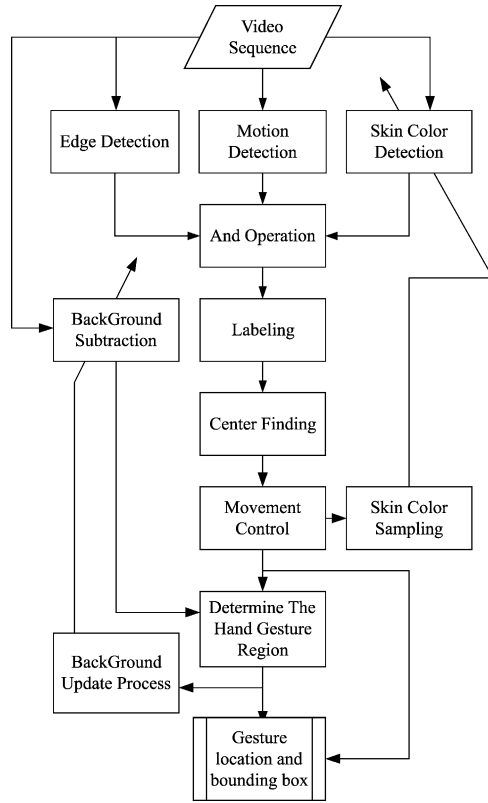 Video
Sequence
Edge Detection
Motion
Detection
Skin Color
Detection
And Operation
BackGround
Subtraction
Labeling
Center Finding
Movement
Control
Skin Color
Sampling
Determine The
Hand Gesture
Region
BackGround
Update Process
Gesture
location and
bounding box